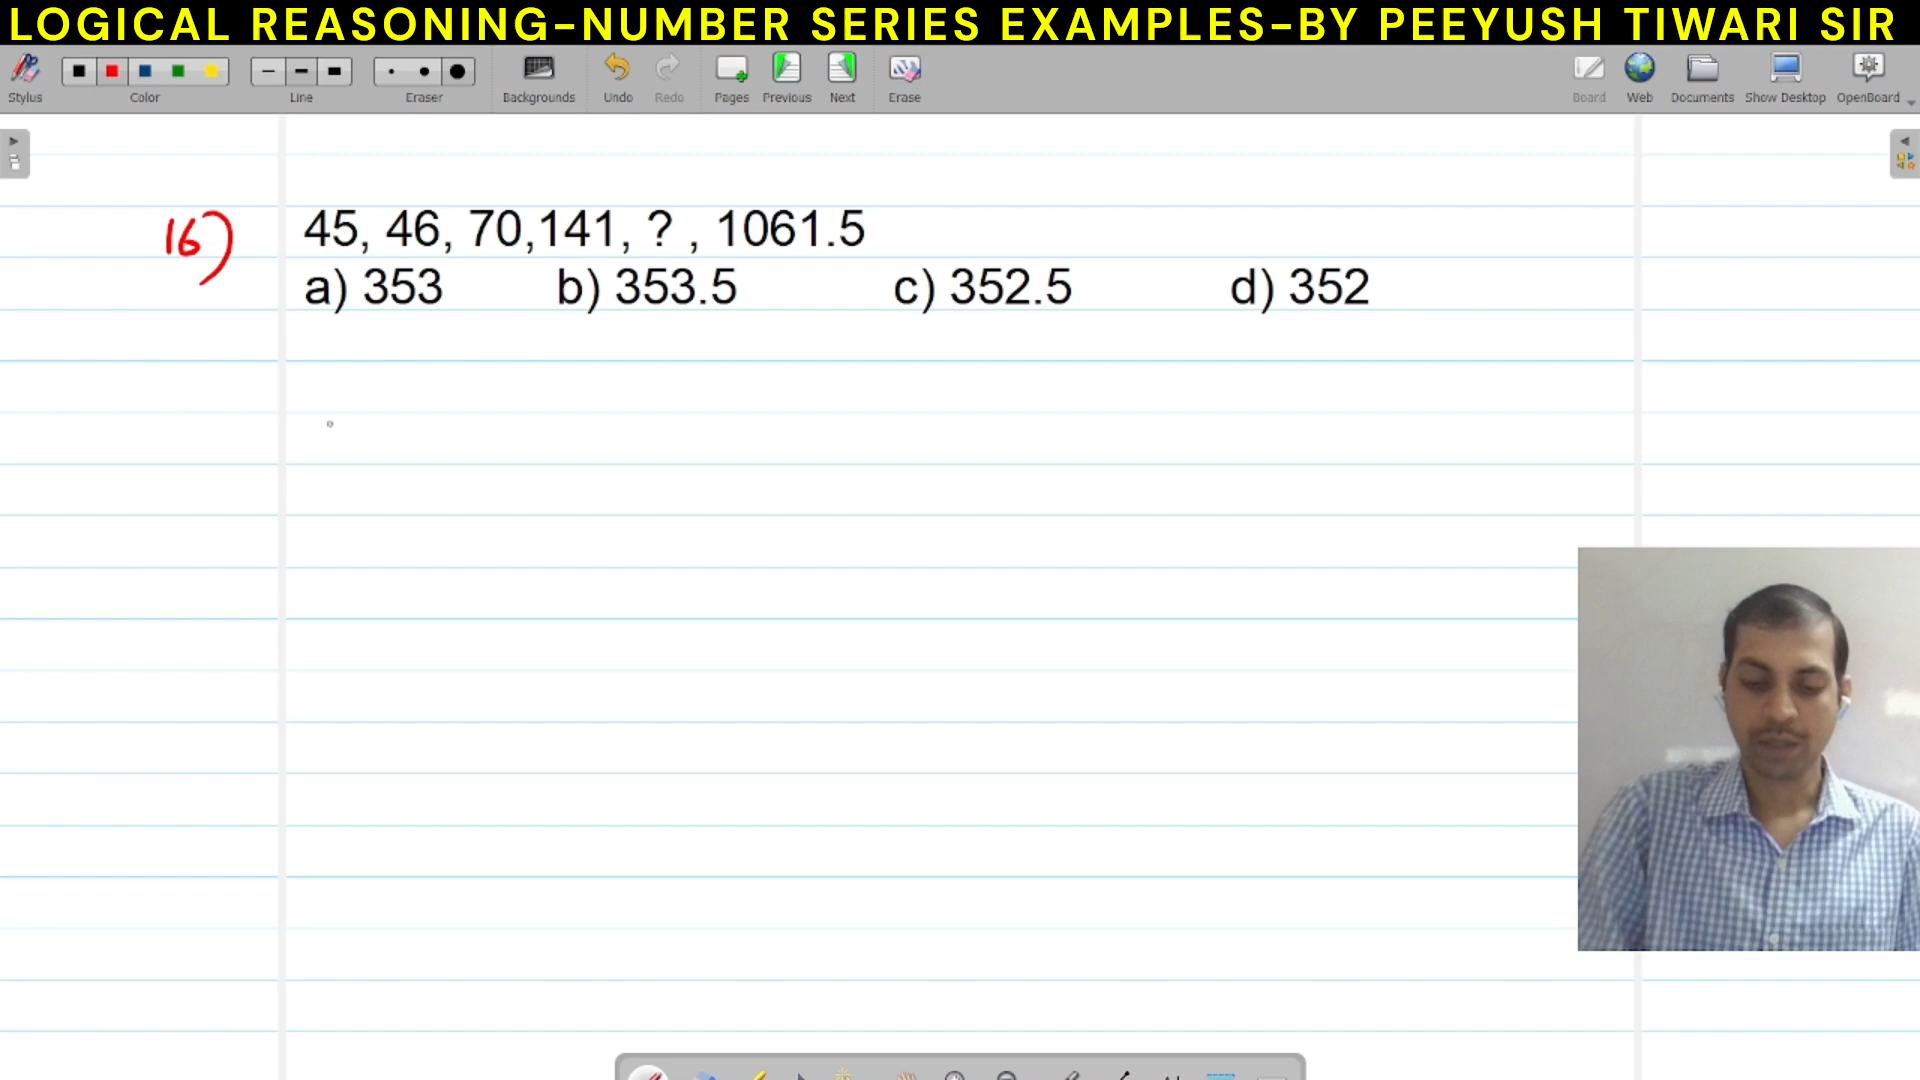 LOGICAL REASONING-NUMBER SERIES EXAMPLES-BY PEEYUSH TIWARI SIR
Stylus Color Line Eraser Backgrounds Undo Redo Pages Previous Next Erase Board Web Documents Show Desktop OpenBoard
16) 45, 46, 70,141, ? , 1061.5
a) 353 b) 353.5 c) 352.5 d) 352